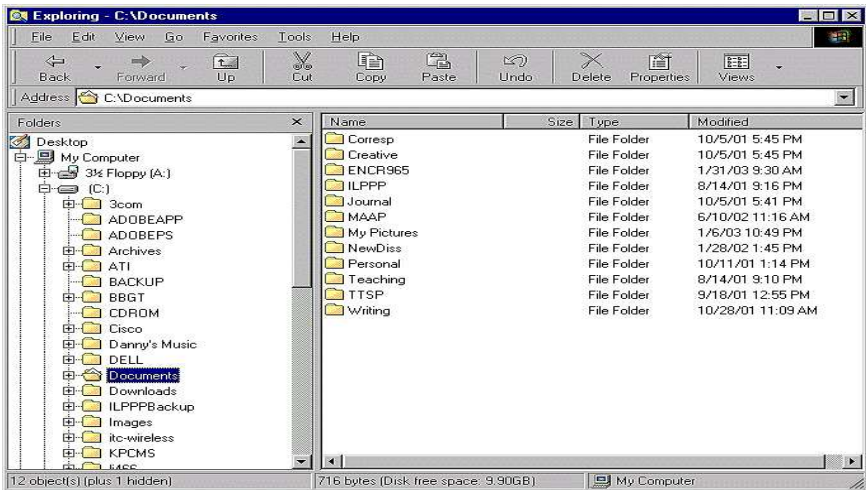 Exploring - C:\Documents
File Edit View Go Favorites Tools Help
Back Forward Up Cut Copy Paste Undo Delete Properties Views
Address C:\Documents
Folders
Desktop
My Computer
3½ Floppy (A:)
(C:)
3com
ADOBEAPP
ADOBEPS
Archives
ATI
BACKUP
BBGT
CDROM
Cisco
Danny's Music
DELL
Documents
Downloads
ILPPPBackup
Images
itc-wireless
KPCMS
Name Size Type Modified
Corresp File Folder 10/5/01 5:45 PM
Creative File Folder 10/5/01 5:45 PM
ENCR965 File Folder 1/31/03 9:30 AM
ILPPP File Folder 8/14/01 9:16 PM
Journal File Folder 10/5/01 5:41 PM
MAAP File Folder 6/10/02 11:16 AM
My Pictures File Folder 1/6/03 10:49 PM
NewDiss File Folder 1/28/02 1:45 PM
Personal File Folder 10/11/01 1:14 PM
Teaching File Folder 8/14/01 9:10 PM
TTSP File Folder 9/18/01 12:55 PM
Writing File Folder 10/28/01 11:09 AM
12 object(s) (plus 1 hidden) 716 bytes (Disk free space: 9.90GB) My Computer